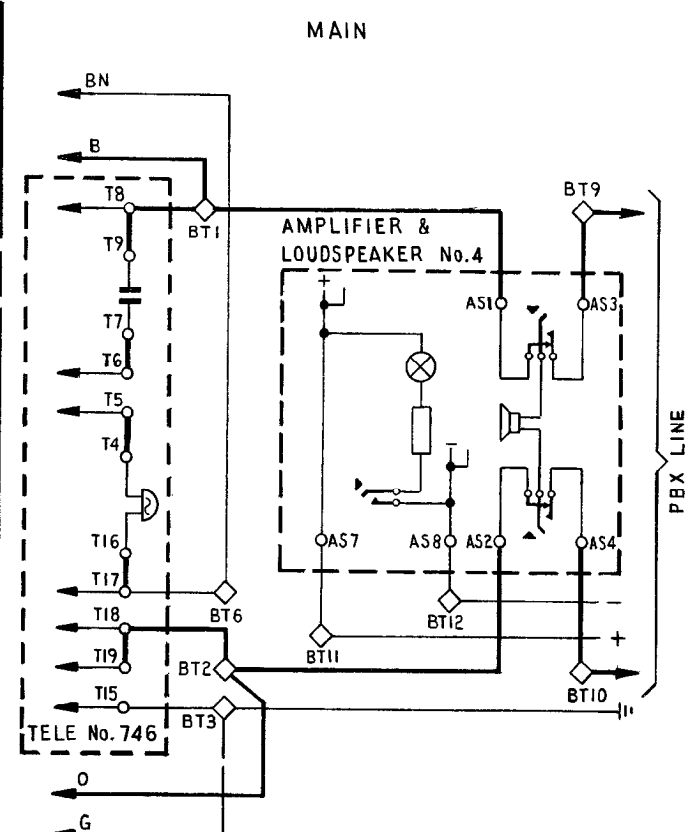 MAIN
BN
B
T8
BT1
BT9
T9
AMPLIFIER &
LOUDSPEAKER No.4
+
AS1
AS3
T7
T6
T5
T4
PBX LINE
–
T16
AS7
AS8
AS2
AS4
T17
BT6
T18
BT12
–
T19
BT2
BT11
+
BT10
T15
BT3
TELE No. 746
O
G